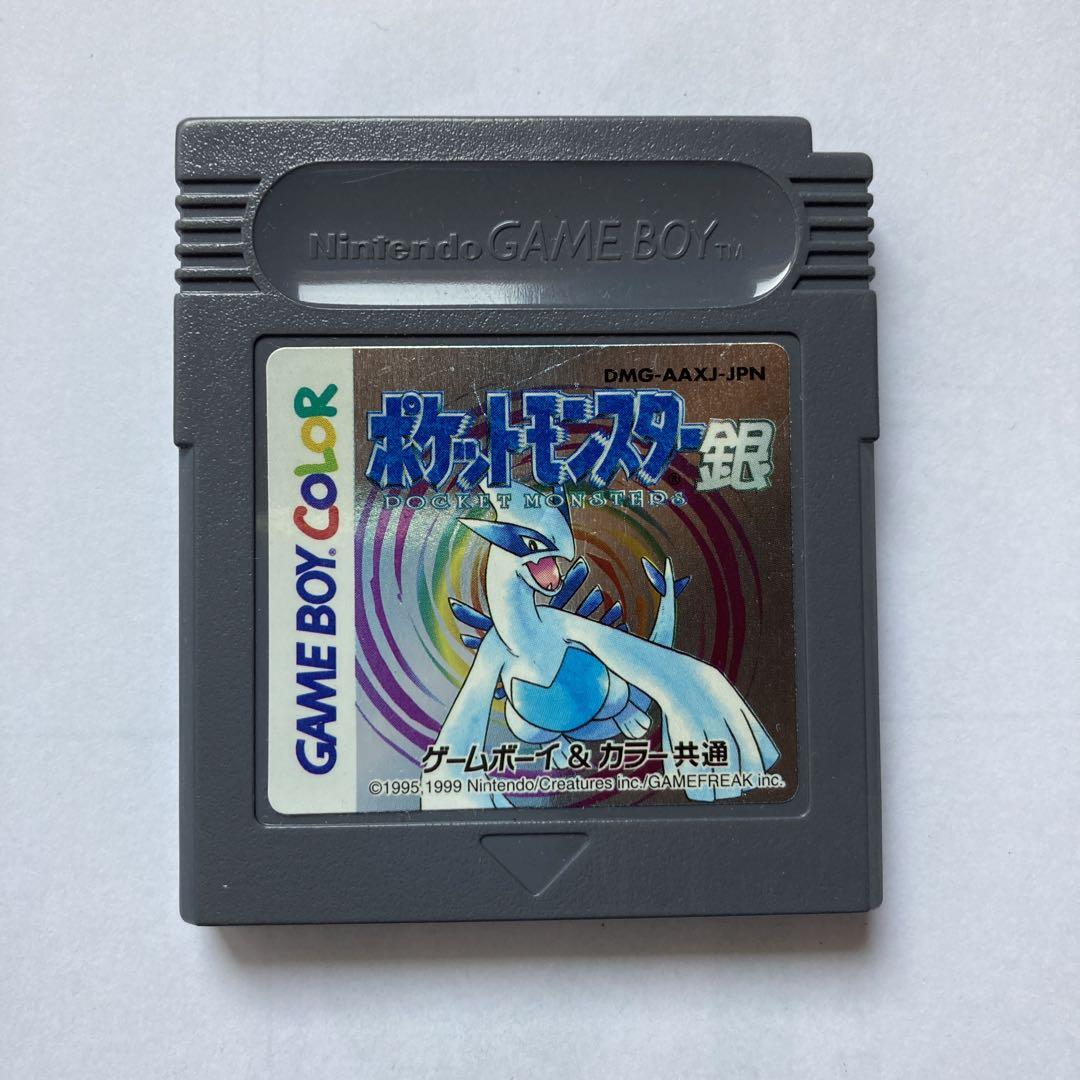 Nintendo GAME BOY TM
GAME BOY COLOR
DMG-AAXJ-JPN
ポケットモンスター®銀
POCKET MONSTERS
ゲームボーイ & カラー共通
©1995,1999 Nintendo/Creatures inc./GAMEFREAK inc.